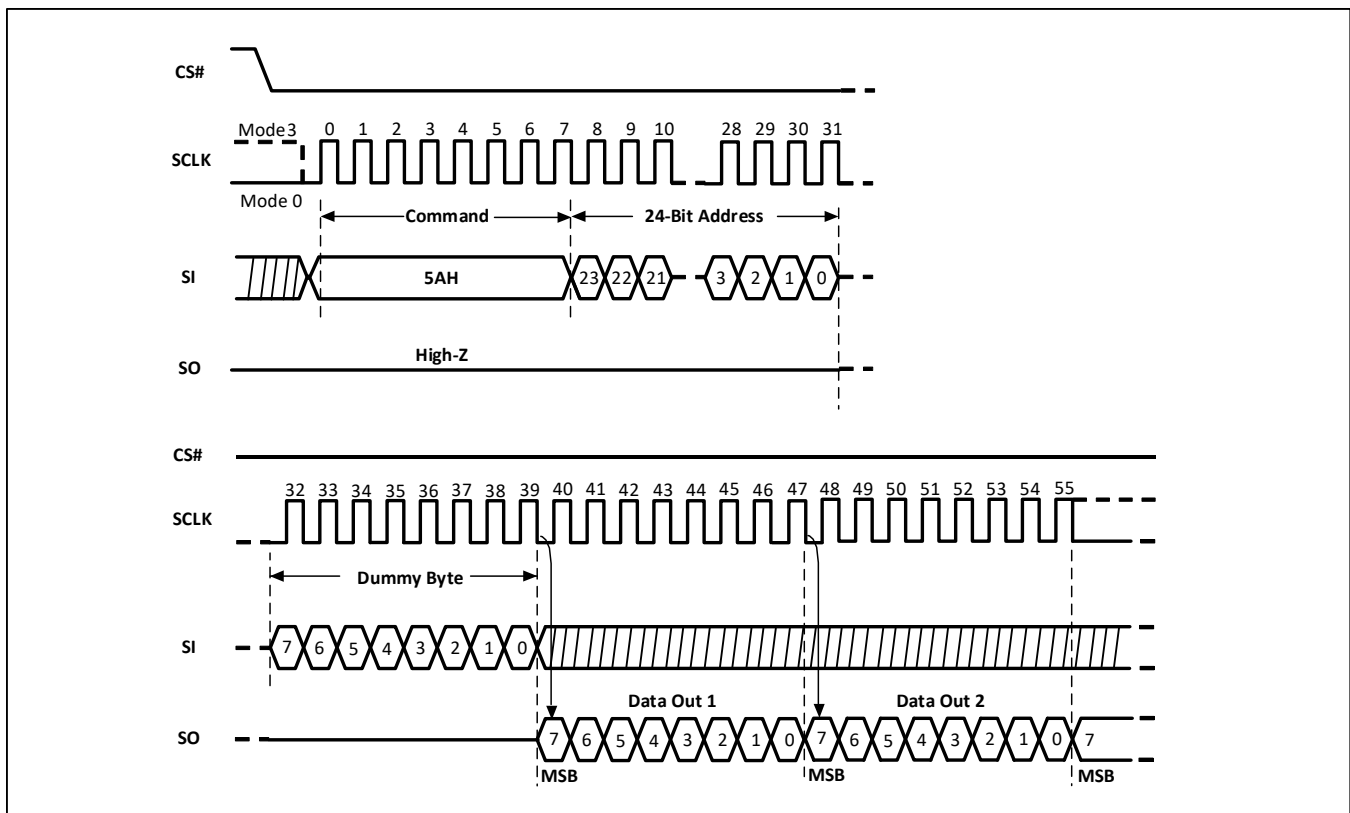 CS#
Mode3 0 1 2 3 4 5 6 7 8 9 10 28 29 30 31
SCLK
Mode 0
Command 24-Bit Address
SI 5AH 23 22 21 3 2 1 0
High-Z
SO
CS#
32 33 34 35 36 37 38 39 40 41 42 43 44 45 46 47 48 49 50 51 52 53 54 55
SCLK
Dummy Byte
SI 7 6 5 4 3 2 1 0
Data Out 1 Data Out 2
SO 7 6 5 4 3 2 1 0 7 6 5 4 3 2 1 0 7
MSB MSB MSB